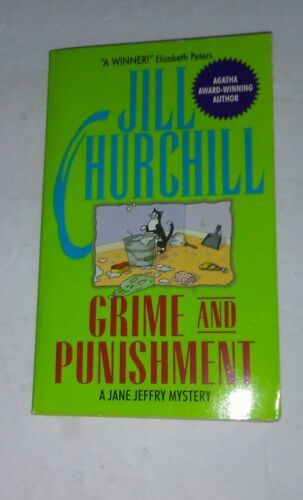 "A WINNER!" Elizabeth Peters
AGATHA
AWARD-WINNING
AUTHOR
JILL
CHURCHILL
GRIME AND
PUNISHMENT
A JANE JEFFRY MYSTERY